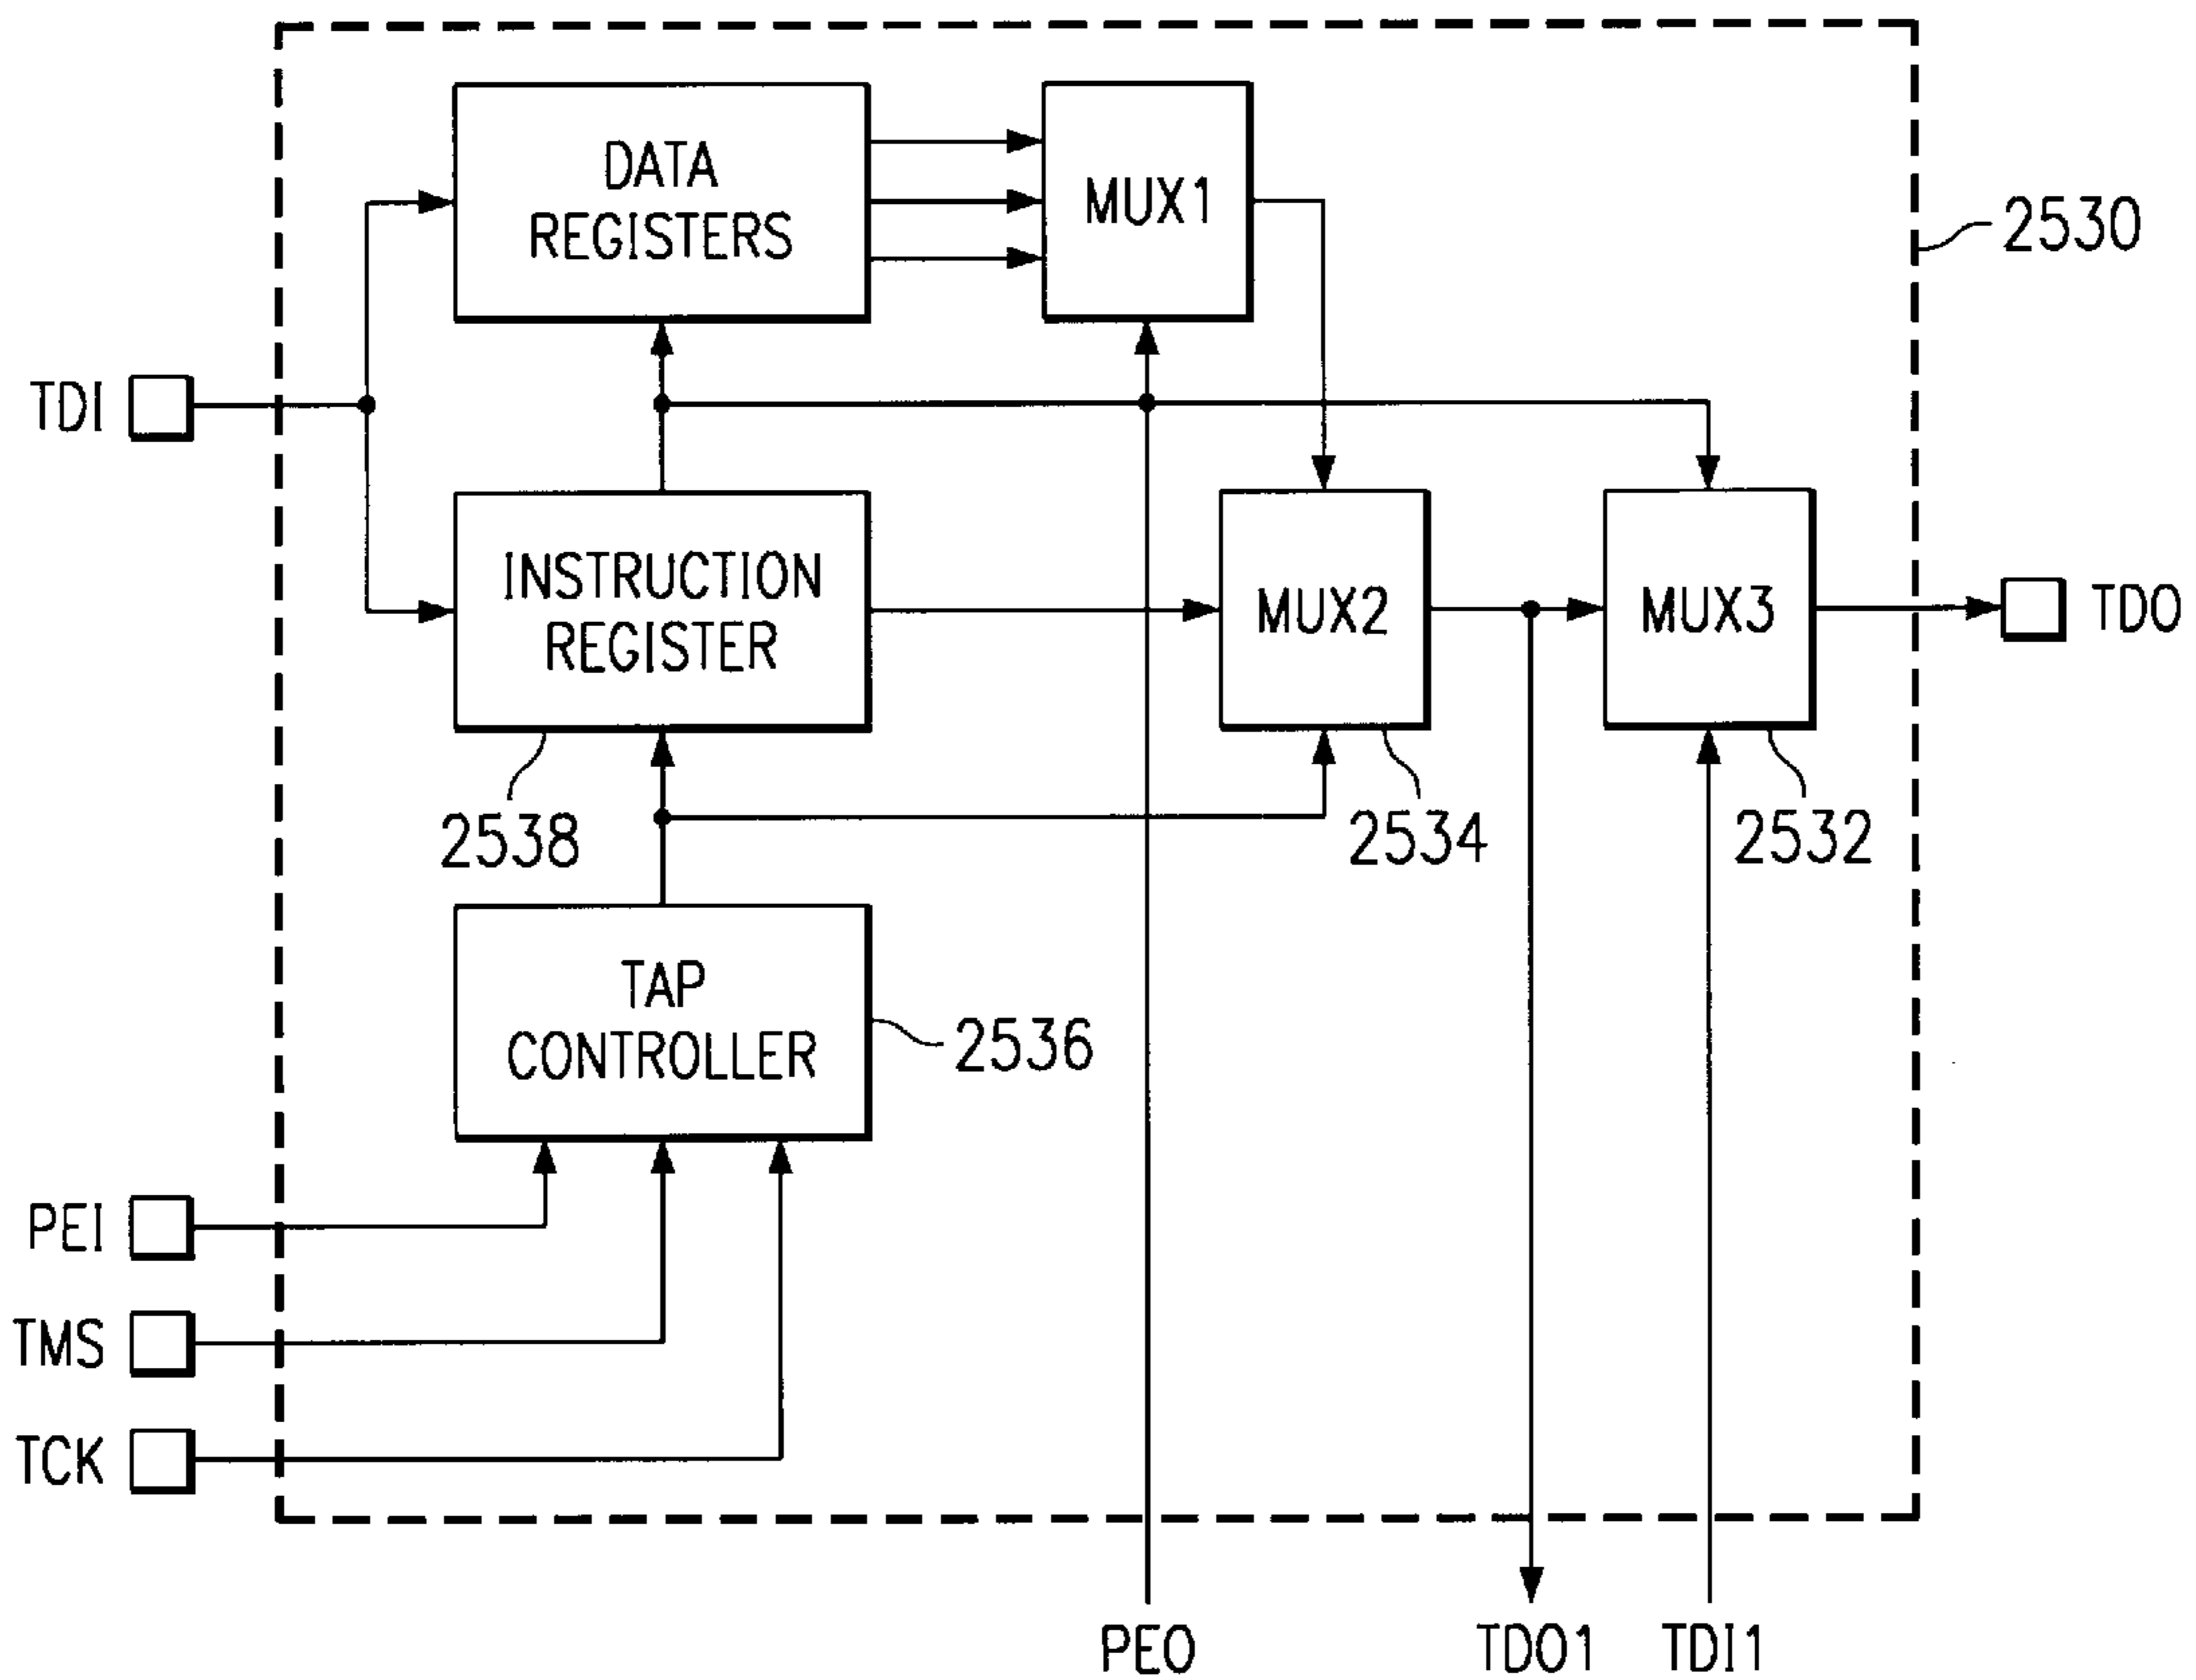 DATA
REGISTERS
MUX1
2530
TDI
INSTRUCTION
REGISTER
MUX2
MUX3
TDO
2538
2534
2532
TAP
CONTROLLER
2536
PEI
TMS
TCK
PEO
TDO1
TDI1